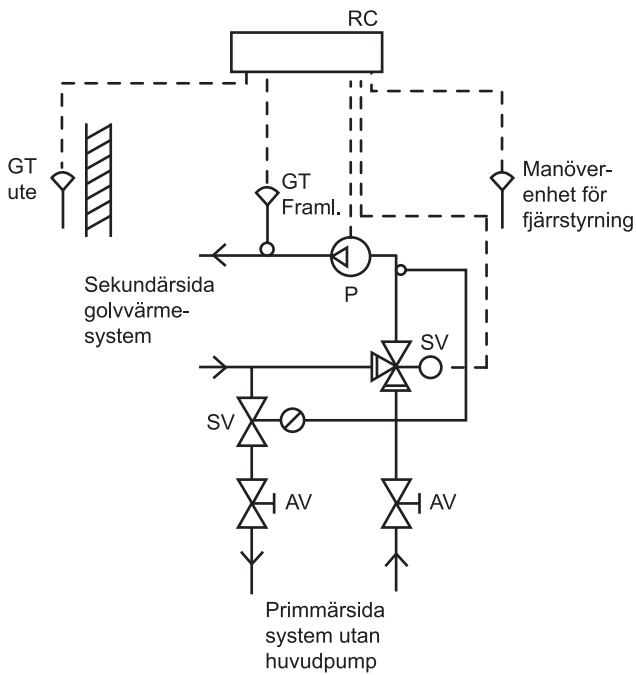 RC
GT
ute
GT
Framl.
Manöver-
enhet för
fjärrstyrning
P
Sekundärsida
golvvärme-
system
SV
SV
AV
AV
Primmärsida
system utan
huvudpump